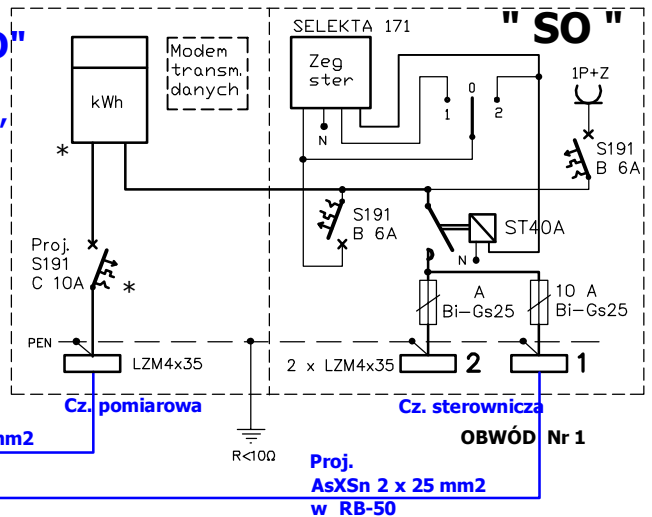 O"
SELEKTA 171
" SO "
Modem
transm.
danych
Zeg
ster
kWh
1P+Z
0
1
2
N
*
S191
B 6A
S191
B 6A
ST40A
N
Proj.
S191
C 10A
*
A
Bi-Gs25
10 A
Bi-Gs25
PEN
LZM4x35
2 x LZM4x35
2
1
Cz. pomiarowa
Cz. sterownicza
mm2
OBWÓD Nr 1
R<10Ω
Proj.
AsXSn 2 x 25 mm2
w RB-50